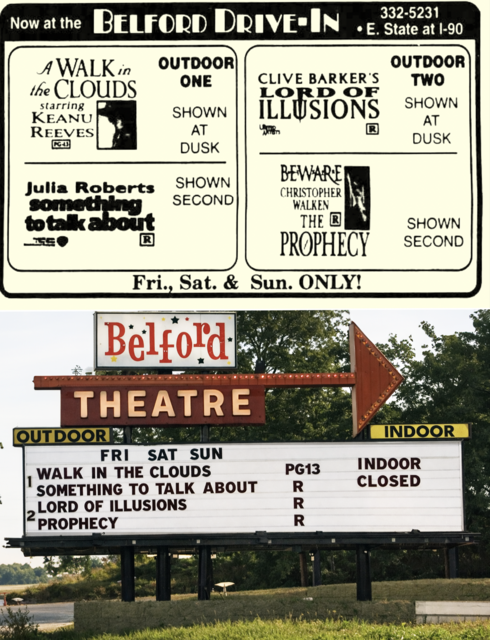 Now at the BELFORD DRIVE-IN
332-5231
• E. State at I-90
A WALK in
the CLOUDS
starring
KEANU
REEVES
PG-13
OUTDOOR
ONE
SHOWN
AT
DUSK
Julia Roberts
something
to talk about
R
SHOWN
SECOND
CLIVE BARKER'S
LORD OF
ILLUSIONS
R
OUTDOOR
TWO
SHOWN
AT
DUSK
BEWARE
CHRISTOPHER
WALKEN
THE R
PROPHECY
SHOWN
SECOND
Fri., Sat. & Sun. ONLY!
Belford
THEATRE
OUTDOOR
INDOOR
FRI SAT SUN
1 WALK IN THE CLOUDS PG13
SOMETHING TO TALK ABOUT R
2 LORD OF ILLUSIONS R
PROPHECY R
INDOOR
CLOSED